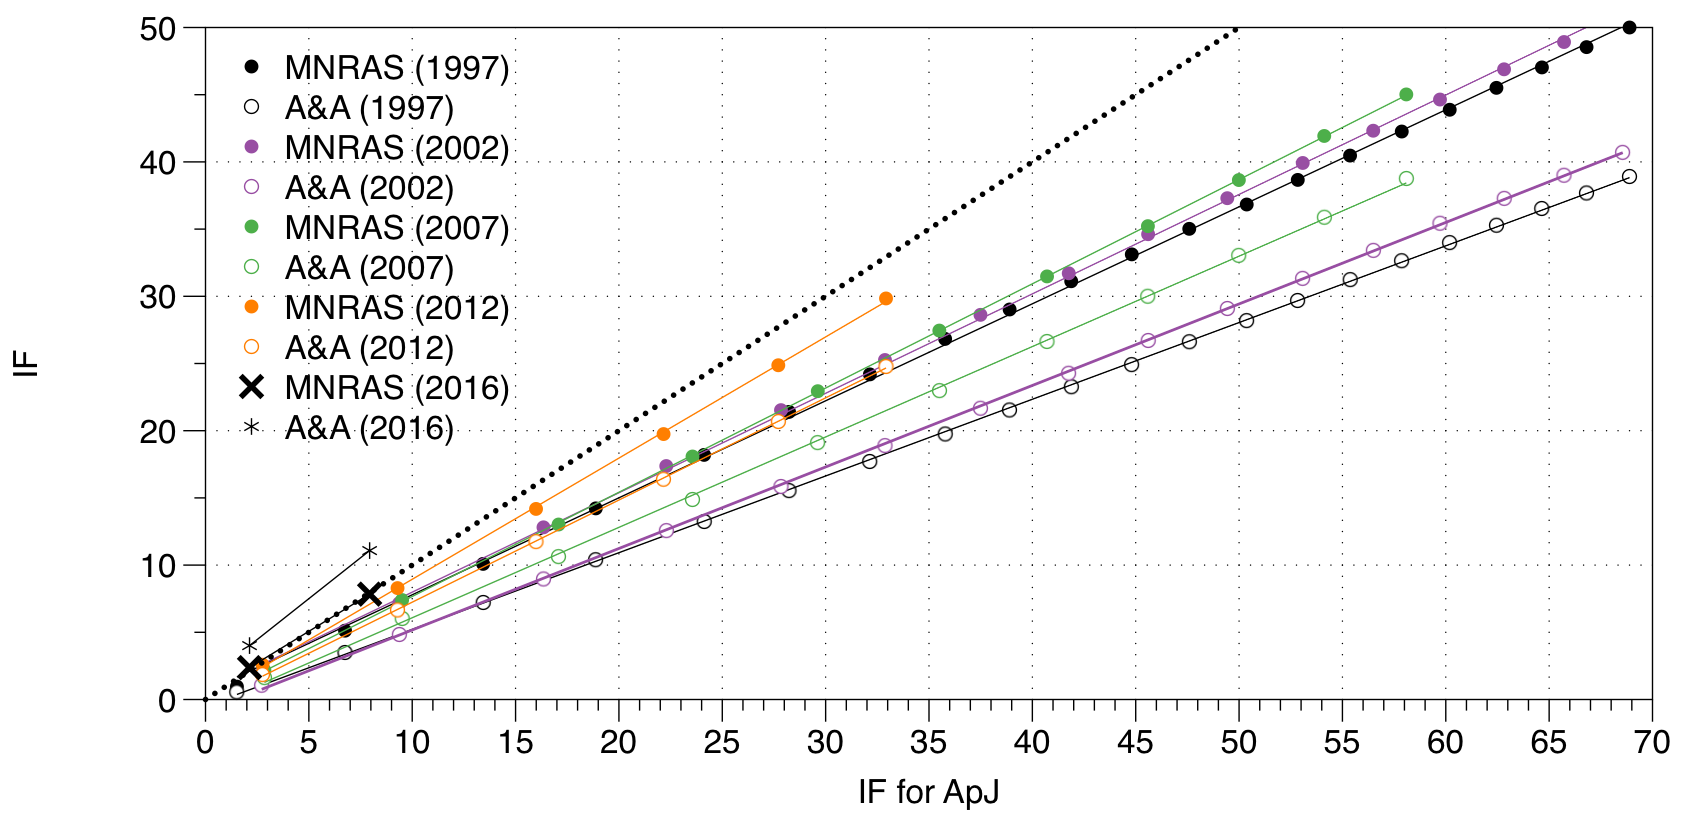 50
MNRAS (1997)
A&A (1997)
MNRAS (2002)
40
A&A (2002)
MNRAS (2007)
A&A (2007)
30
MNRAS (2012)
A&A (2012)
IF
MNRAS (2016)
20
A&A (2016)
10
0
0 5 10 15 20 25 30 35 40 45 50 55 60 65 70
IF for ApJ